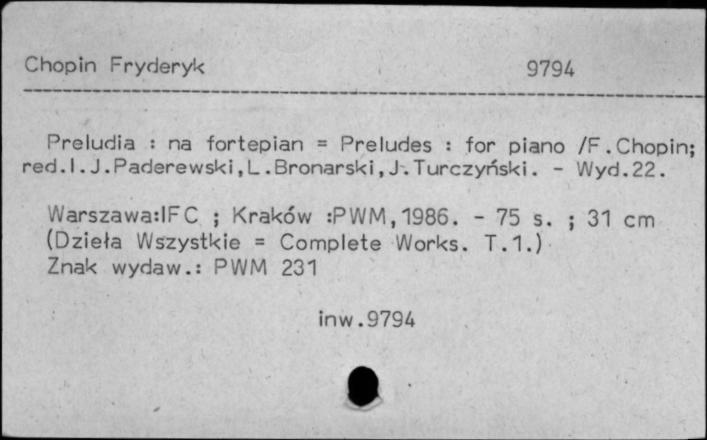 Chopin Fryderyk 9794
Preludia : na fortepian = Preludes : for piano /F.Chopin;
red.I.J.Paderewski,L.Bronarski,J.Turczyński. - Wyd.22.
Warszawa:IFC ; Kraków :PWM,1986. - 75 s. ; 31 cm
(Dzieła Wszystkie = Complete Works. T.1.)
Znak wydaw.: PWM 231
inw.9794